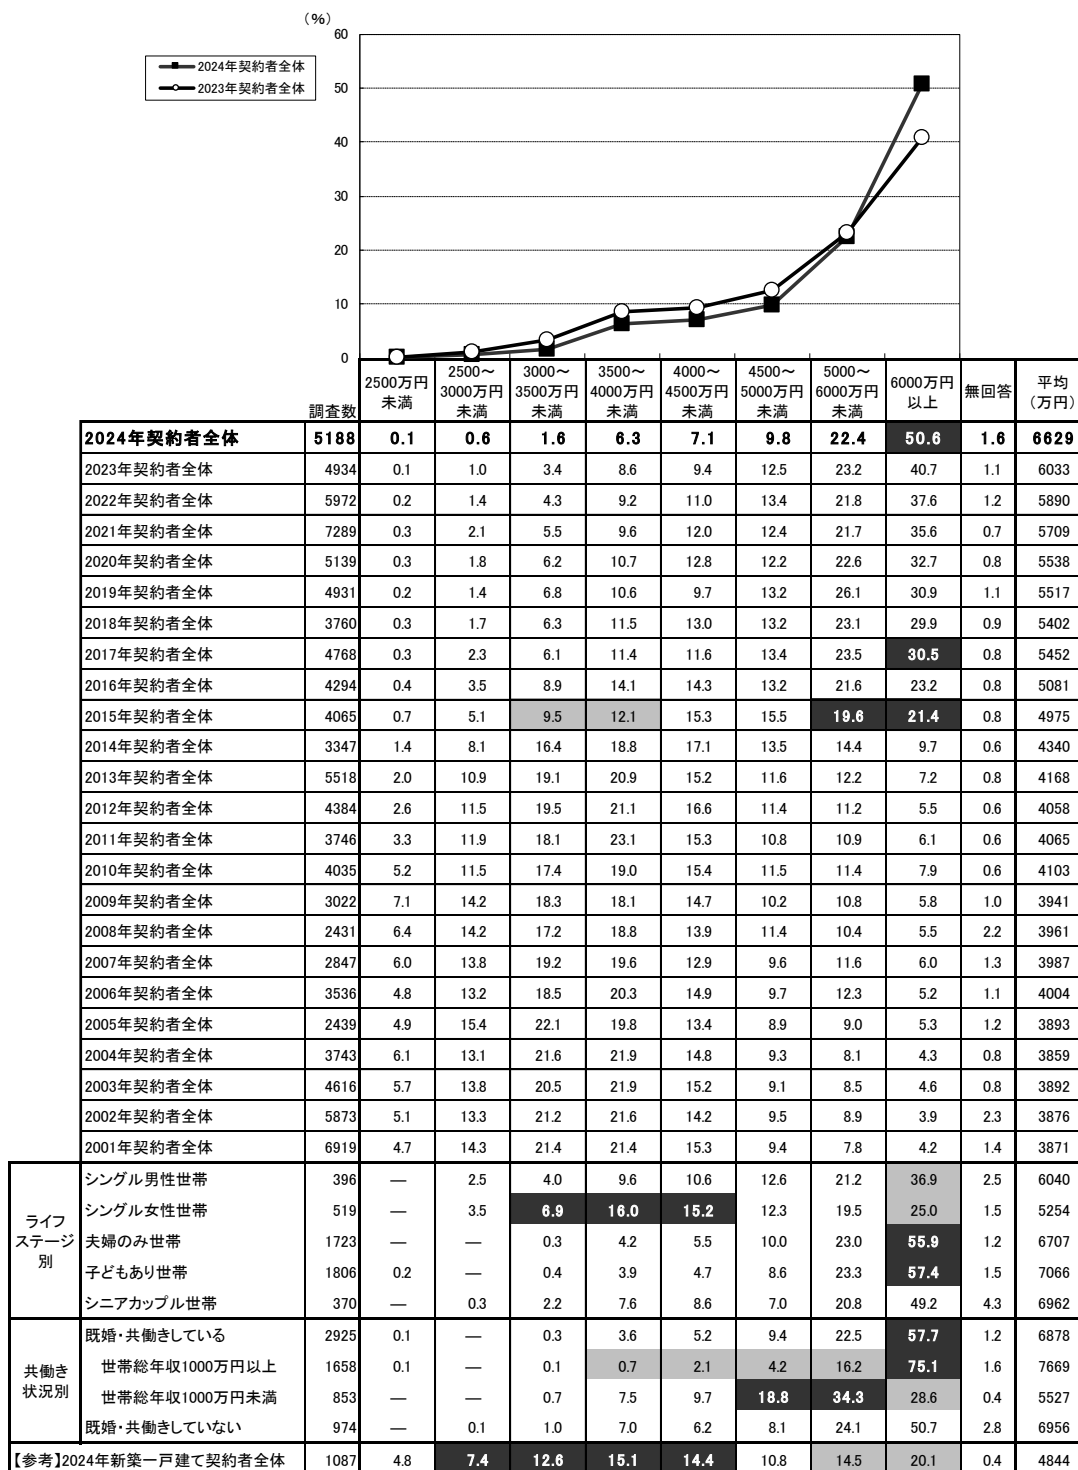 （%）
60
50
40
30
20
10
0
2024年契約者全体
2023年契約者全体
調査数 2500万円未満 2500～3000万円未満 3000～3500万円未満 3500～4000万円未満 4000～4500万円未満 4500～5000万円未満 5000～6000万円未満 6000万円以上 無回答 平均（万円）
2024年契約者全体 5188 0.1 0.6 1.6 6.3 7.1 9.8 22.4 50.6 1.6 6629
2023年契約者全体 4934 0.1 1.0 3.4 8.6 9.4 12.5 23.2 40.7 1.1 6033
2022年契約者全体 5972 0.2 1.4 4.3 9.2 11.0 13.4 21.8 37.6 1.2 5890
2021年契約者全体 7289 0.3 2.1 5.5 9.6 12.0 12.4 21.7 35.6 0.7 5709
2020年契約者全体 5139 0.3 1.8 6.2 10.7 12.8 12.2 22.6 32.7 0.8 5538
2019年契約者全体 4931 0.2 1.4 6.8 10.6 9.7 13.2 26.1 30.9 1.1 5517
2018年契約者全体 3760 0.3 1.7 6.3 11.5 13.0 13.2 23.1 29.9 0.9 5402
2017年契約者全体 4768 0.3 2.3 6.1 11.4 11.6 13.4 23.5 30.5 0.8 5452
2016年契約者全体 4294 0.4 3.5 8.9 14.1 14.3 13.2 21.6 23.2 0.8 5081
2015年契約者全体 4065 0.7 5.1 9.5 12.1 15.3 15.5 19.6 21.4 0.8 4975
2014年契約者全体 3347 1.4 8.1 16.4 18.8 17.1 13.5 14.4 9.7 0.6 4340
2013年契約者全体 5518 2.0 10.9 19.1 20.9 15.2 11.6 12.2 7.2 0.8 4168
2012年契約者全体 4384 2.6 11.5 19.5 21.1 16.6 11.4 11.2 5.5 0.6 4058
2011年契約者全体 3746 3.3 11.9 18.1 23.1 15.3 10.8 10.9 6.1 0.6 4065
2010年契約者全体 4035 5.2 11.5 17.4 19.0 15.4 11.5 11.4 7.9 0.6 4103
2009年契約者全体 3022 7.1 14.2 18.3 18.1 14.7 10.2 10.8 5.8 1.0 3941
2008年契約者全体 2431 6.4 14.2 17.2 18.8 13.9 11.4 10.4 5.5 2.2 3961
2007年契約者全体 2847 6.0 13.8 19.2 19.6 12.9 9.6 11.6 6.0 1.3 3987
2006年契約者全体 3536 4.8 13.2 18.5 20.3 14.9 9.7 12.3 5.2 1.1 4004
2005年契約者全体 2439 4.9 15.4 22.1 19.8 13.4 8.9 9.0 5.3 1.2 3893
2004年契約者全体 3743 6.1 13.1 21.6 21.9 14.8 9.3 8.1 4.3 0.8 3859
2003年契約者全体 4616 5.7 13.8 20.5 21.9 15.2 9.1 8.5 4.6 0.8 3892
2002年契約者全体 5873 5.1 13.3 21.2 21.6 14.2 9.5 8.9 3.9 2.3 3876
2001年契約者全体 6919 4.7 14.3 21.4 21.4 15.3 9.4 7.8 4.2 1.4 3871
ライフステージ別
シングル男性世帯 396 — 2.5 4.0 9.6 10.6 12.6 21.2 36.9 2.5 6040
シングル女性世帯 519 — 3.5 6.9 16.0 15.2 12.3 19.5 25.0 1.5 5254
夫婦のみ世帯 1723 — — 0.3 4.2 5.5 10.0 23.0 55.9 1.2 6707
子どもあり世帯 1806 0.2 — 0.4 3.9 4.7 8.6 23.3 57.4 1.5 7066
シニアカップル世帯 370 — 0.3 2.2 7.6 8.6 7.0 20.8 49.2 4.3 6962
共働き状況別
既婚・共働きしている 2925 0.1 — 0.3 3.6 5.2 9.4 22.5 57.7 1.2 6878
世帯総年収1000万円以上 1658 0.1 — 0.1 0.7 2.1 4.2 16.2 75.1 1.6 7669
世帯総年収1000万円未満 853 — — 0.7 7.5 9.7 18.8 34.3 28.6 0.4 5527
既婚・共働きしていない 974 — 0.1 1.0 7.0 6.2 8.1 24.1 50.7 2.8 6956
【参考】2024年新築一戸建て契約者全体 1087 4.8 7.4 12.6 15.1 14.4 10.8 14.5 20.1 0.4 4844